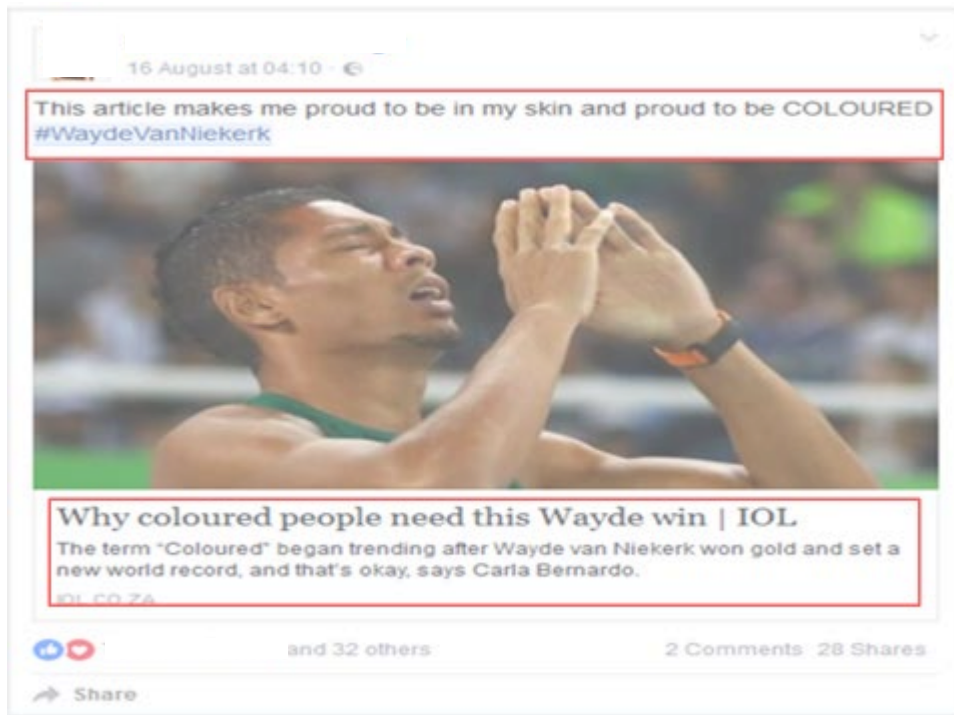 16 August at 04:10 ·
This article makes me proud to be in my skin and proud to be COLOURED
#WaydeVanNiekerk
Why coloured people need this Wayde win | IOL
The term "Coloured" began trending after Wayde van Niekerk won gold and set a
new world record, and that's okay, says Carla Bernardo.
IOL.CO.ZA
and 32 others 2 Comments 28 Shares
Share